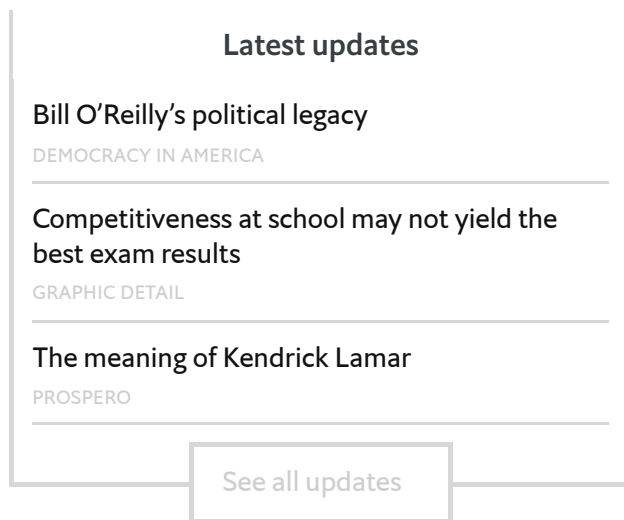 Latest updates
Bill O’Reilly’s political legacy
DEMOCRACY IN AMERICA
Competitiveness at school may not yield the
best exam results
GRAPHIC DETAIL
The meaning of Kendrick Lamar
PROSPERO
See all updates